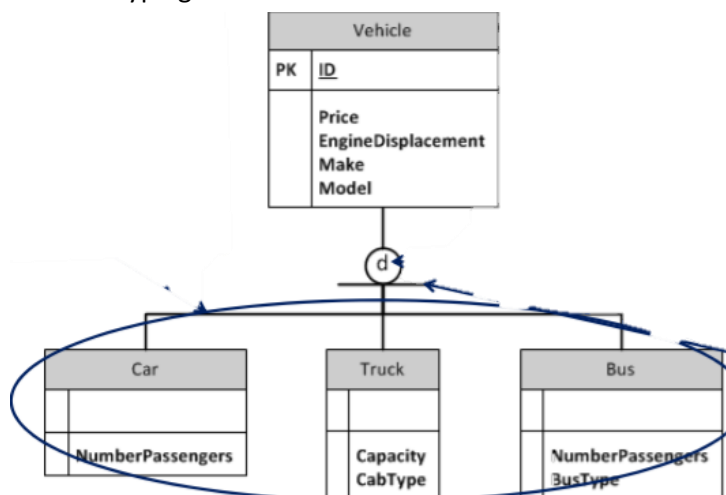 Vehicle
PK ID
Price
EngineDisplacement
Make
Model
d
Car Truck Bus
NumberPassengers
Capacity
CabType
NumberPassengers
BusType